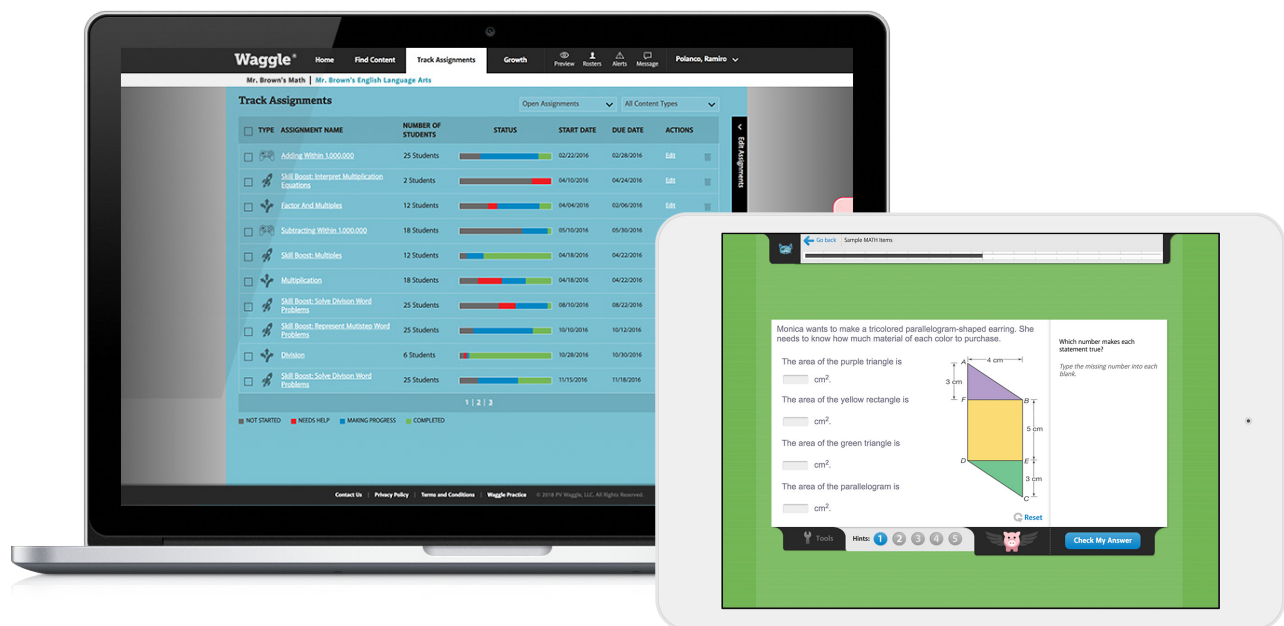 Waggle®
Home Find Content Track Assignments Growth Preview Rosters Alerts Message Polanco, Ramiro
Mr. Brown's Math | Mr. Brown's English Language Arts
Track Assignments
Open Assignments All Content Types
TYPE ASSIGNMENT NAME NUMBER OF STUDENTS STATUS START DATE DUE DATE ACTIONS
Edit Assignments
Adding Within 1,000,000 25 Students 02/22/2016 02/28/2016 Edit
Skill Boost: Interpret Multiplication
Equations 2 Students 04/10/2016 04/24/2016 Edit
Factor And Multiples 12 Students 04/04/2016 02/06/2016 Edit
Subtracting Within 1,000,000 18 Students 05/10/2016 05/30/2016
Skill Boost: Multiples 12 Students 04/18/2016 04/22/2016
Multiplication 18 Students 04/18/2016 04/22/2016
Skill Boost: Solve Divison Word
Problems 25 Students 08/10/2016 08/22/2016
Skill Boost: Represent Mutistep Word
Problems 25 Students 10/10/2016 10/12/2016
Division 6 Students 10/28/2016 10/30/2016
Skill Boost: Solve Divison Word
Problems 25 Students 11/15/2016 11/18/2016
1 | 2 | 3
NOT STARTED NEEDS HELP MAKING PROGRESS COMPLETED
Contact Us | Privacy Policy | Terms and Conditions | Waggle Practice © 2018 PV Waggle, LLC. All Rights Reserved.
Go back Sample MATH Items
Monica wants to make a tricolored parallelogram-shaped earring. She
needs to know how much material of each color to purchase.
The area of the purple triangle is
cm².
The area of the yellow rectangle is
cm².
The area of the green triangle is
cm².
The area of the parallelogram is
cm².
A 4 cm
3 cm
F B
5 cm
D E
3 cm
C
Reset
Which number makes each
statement true?
Type the missing number into each
blank.
Tools Hints: 1 2 3 4 5 Check My Answer